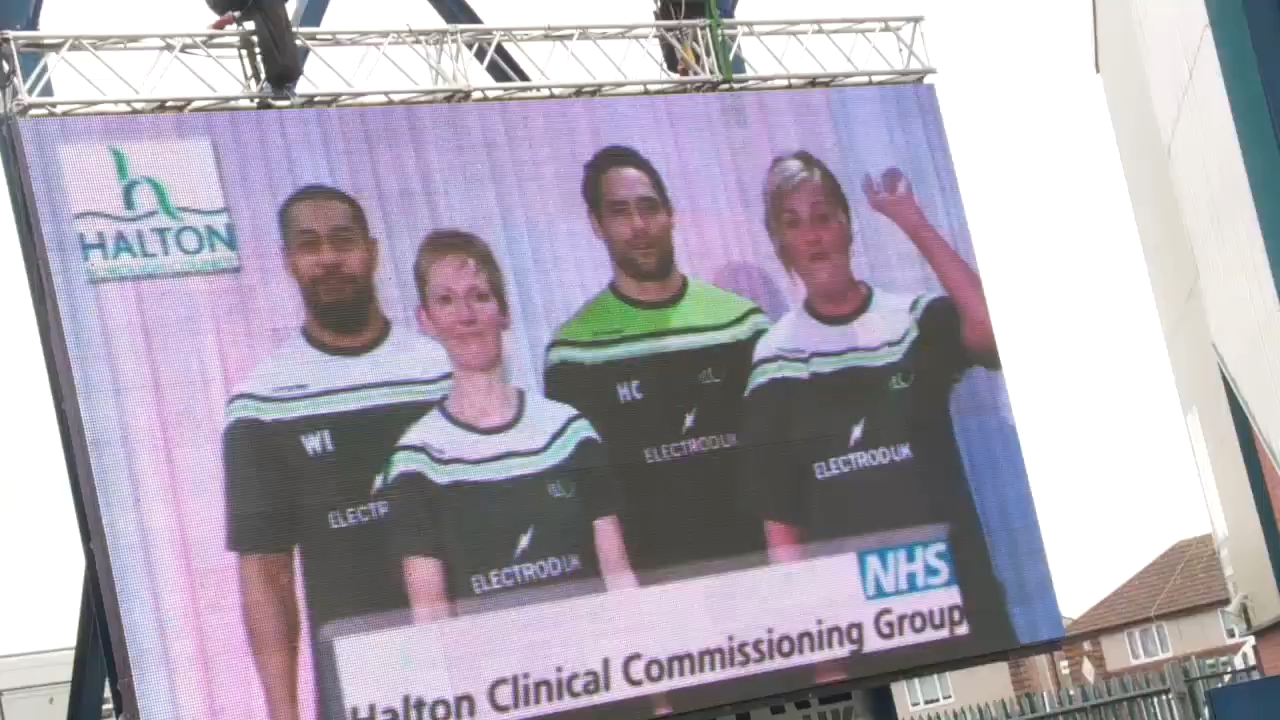 HALTON
WI
HC
ELECTRODUK
ELECTR
ELECTRODUK
ELECTRODUK
NHS
Halton Clinical Commissioning Group